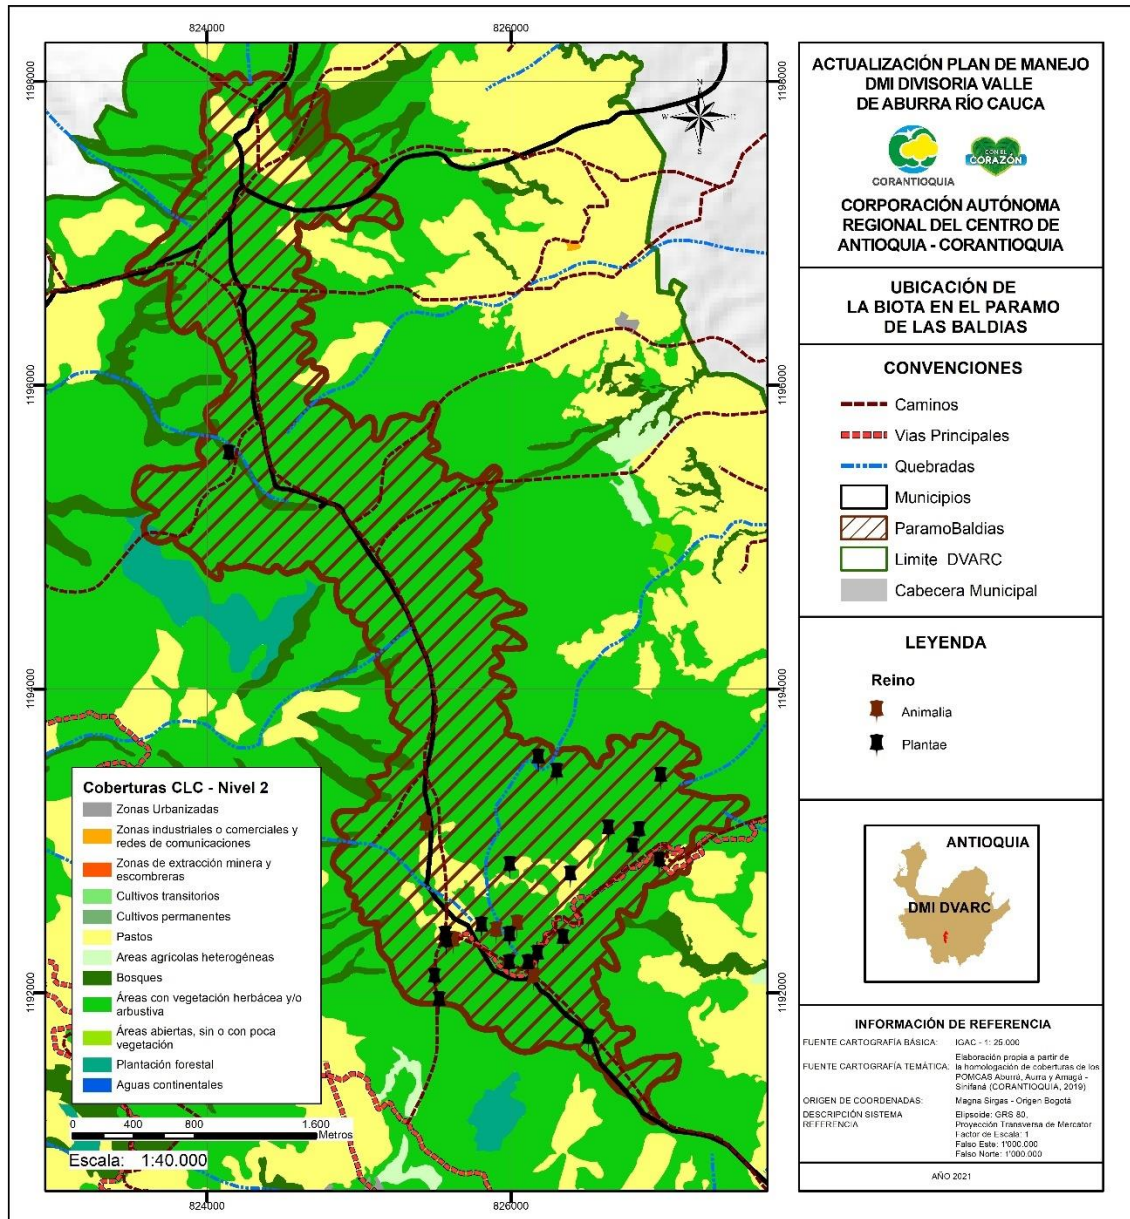 824000
826000
1198000
1198000
1196000
1196000
1194000
1194000
1192000
1192000
824000
826000
N
W
S
Coberturas CLC - Nivel 2
Zonas Urbanizadas
Zonas industriales o comerciales y
redes de comunicaciones
Zonas de extracción minera y
escombreras
Cultivos transitorios
Cultivos permanentes
Pastos
Areas agrícolas heterogéneas
Bosques
Áreas con vegetación herbácea y/o
arbustiva
Áreas abiertas, sin o con poca
vegetación
Plantación forestal
Aguas continentales
0 400 800 1.600
Metros
Escala: 1:40.000
ACTUALIZACIÓN PLAN DE MANEJO
DMI DIVISORIA VALLE
DE ABURRA RÍO CAUCA
CORANTIOQUIA
CON EL
CORAZÓN
CORPORACIÓN AUTÓNOMA
REGIONAL DEL CENTRO DE
ANTIOQUIA - CORANTIOQUIA
UBICACIÓN DE
LA BIOTA EN EL PARAMO
DE LAS BALDIAS
CONVENCIONES
Caminos
Vias Principales
Quebradas
Municipios
ParamoBaldias
Limite DVARC
Cabecera Municipal
LEYENDA
Reino
Animalia
Plantae
ANTIOQUIA
DMI DVARC
INFORMACIÓN DE REFERENCIA
FUENTE CARTOGRAFÍA BÁSICA: IGAC - 1: 25.000
FUENTE CARTOGRAFÍA TEMÁTICA: Elaboración propia a partir de
la homologación de coberturas de los
POMCAS Aburrá, Aurra y Amagá -
Sinifaná (CORANTIOQUIA, 2019)
ORIGEN DE COORDENADAS: Magna Sirgas - Origen Bogotá
DESCRIPCIÓN SISTEMA
REFERENCIA
Elipsoide: GRS 80.
Proyección Transversa de Mercator
Factor de Escala: 1
Falso Este: 1'000.000
Falso Norte: 1'000.000
AÑO 2021